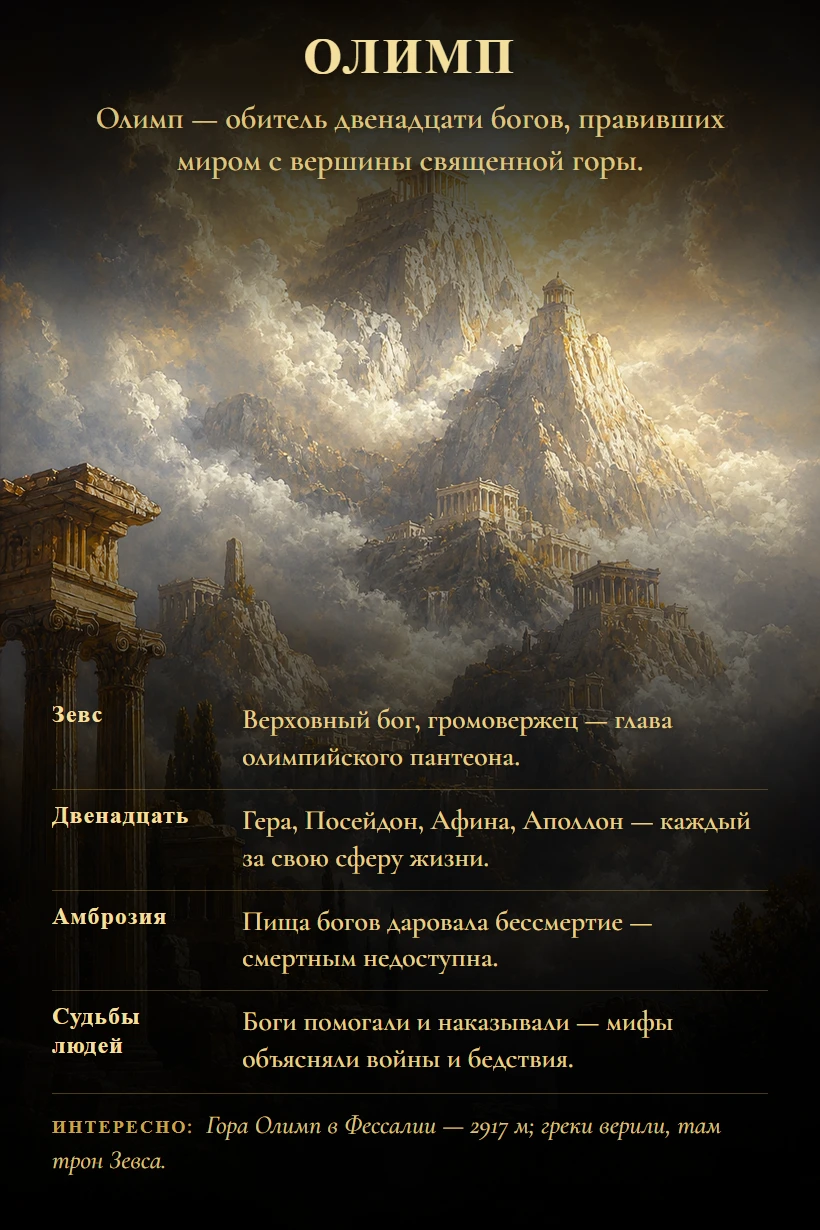 ОЛИМП
Олимп — обитель двенадцати богов, правивших
миром с вершины священной горы.
Зевс
Верховный бог, громовержец — глава
олимпийского пантеона.
Двенадцать
Гера, Посейдон, Афина, Аполлон — каждый
за свою сферу жизни.
Амброзия
Пища богов даровала бессмертие —
смертным недоступна.
Судьбы
людей
Боги помогали и наказывали — мифы
объясняли войны и бедствия.
ИНТЕРЕСНО: Гора Олимп в Фессалии — 2917 м; греки верили, там
трон Зевса.